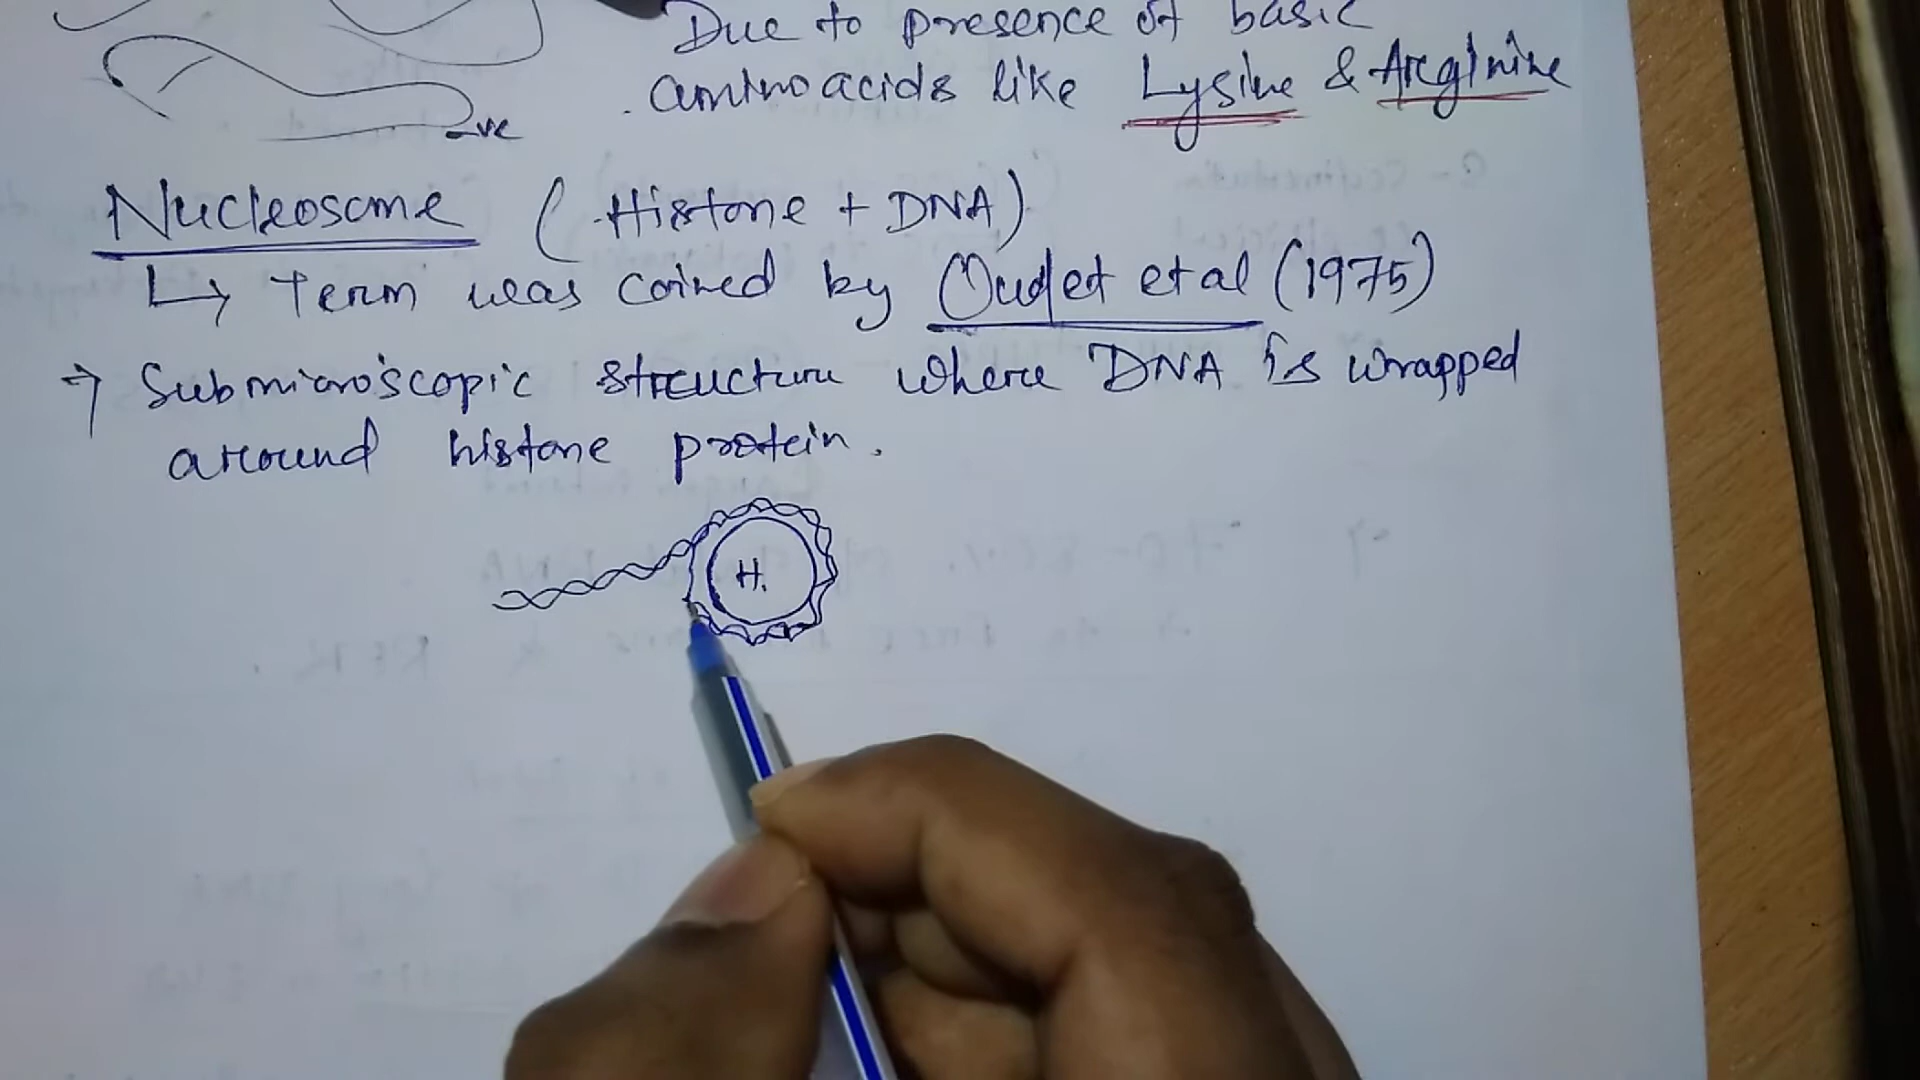 Due to presence of basic
amino acids like Lysine & Arginine
-ve
Nucleosome (Histone + DNA)
↳ Term was coined by Oudet et al (1975)
→ Submicroscopic structure where DNA is wrapped
around histone protein.
H.